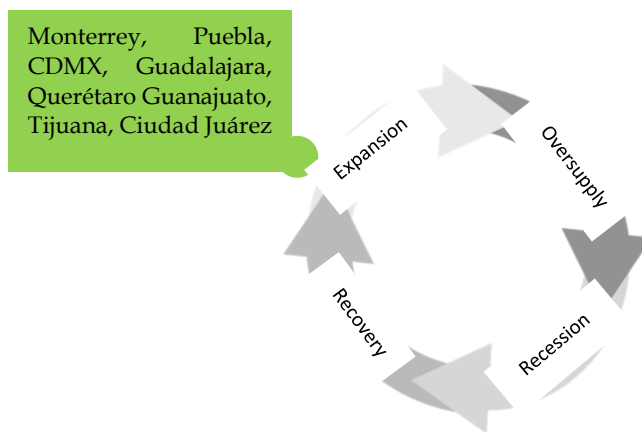 Monterrey, Puebla,
CDMX, Guadalajara,
Querétaro Guanajuato,
Tijuana, Ciudad Juárez
Expansion
Oversupply
Recession
Recovery